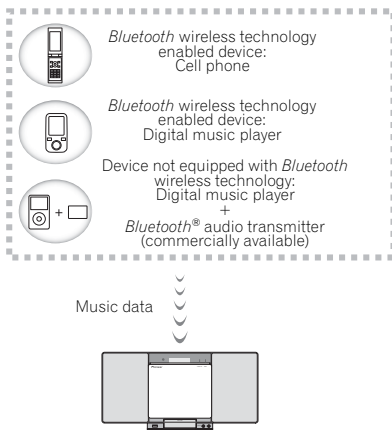 Bluetooth wireless technology
enabled device:
Cell phone
Bluetooth wireless technology
enabled device:
Digital music player
Device not equipped with Bluetooth
wireless technology:
Digital music player
+
Bluetooth® audio transmitter
(commercially available)
+
Music data